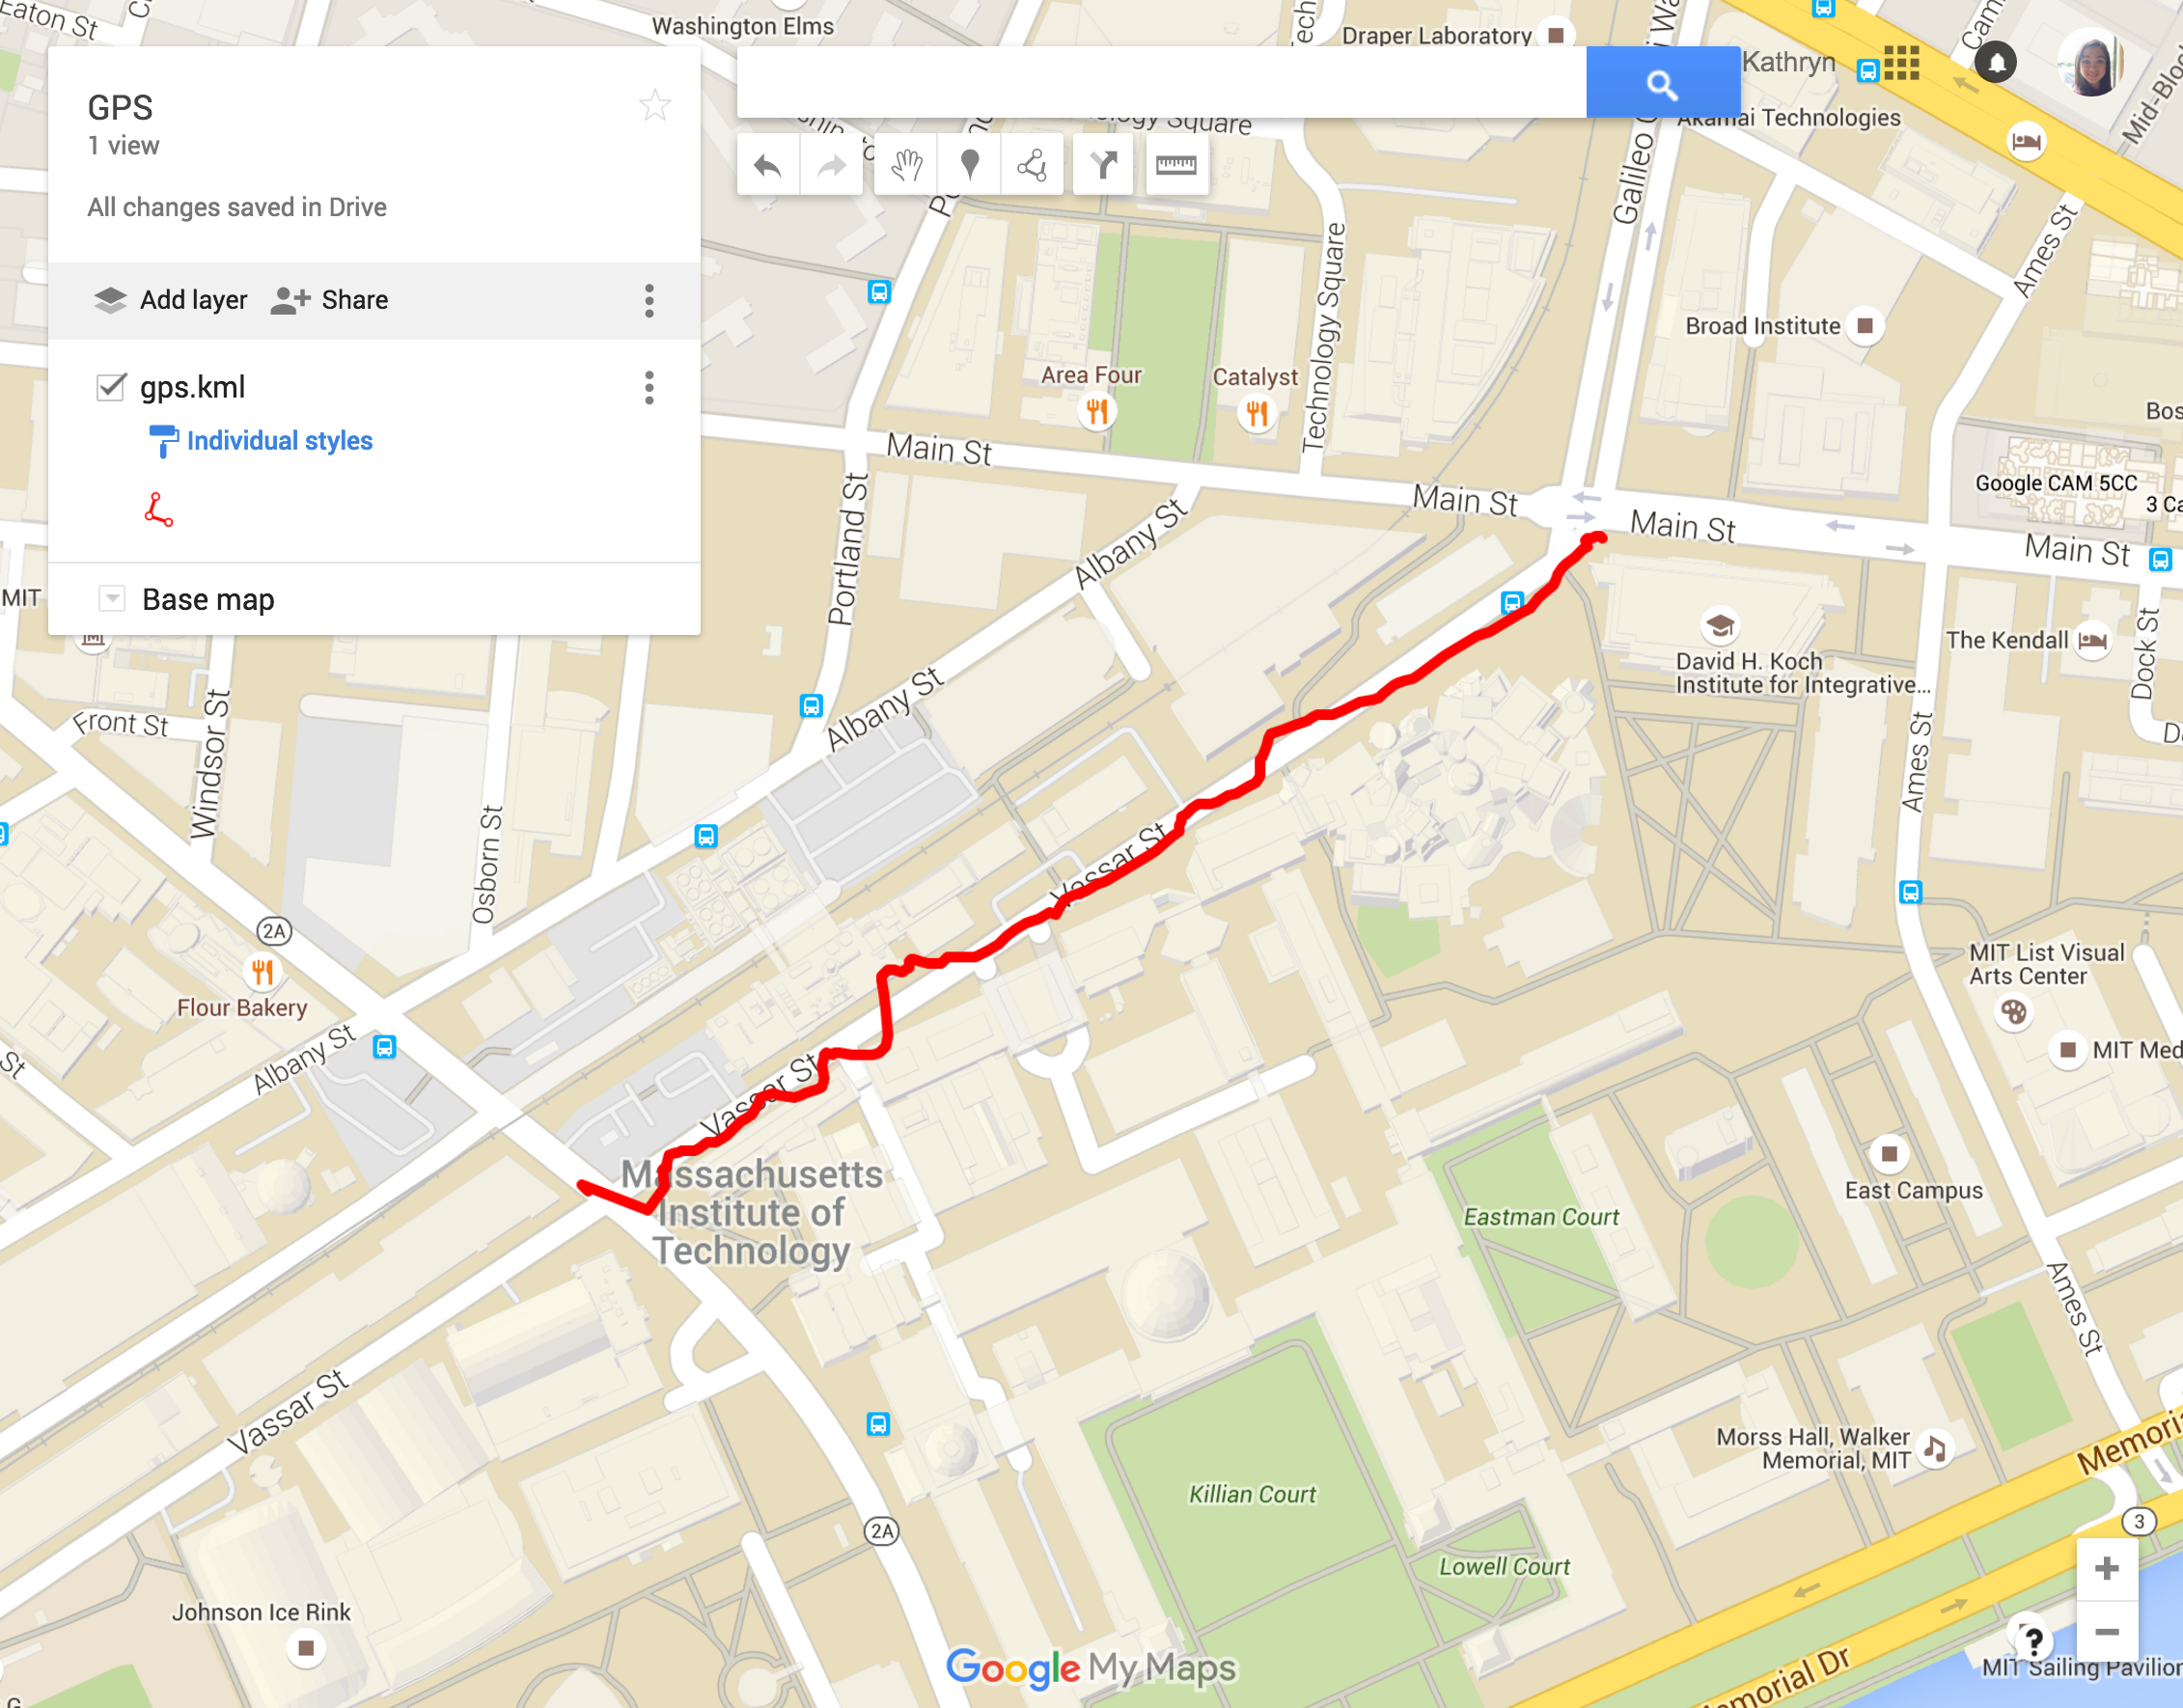 Eaton St
Washington Elms
Draper Laboratory
Kathryn
GPS
1 view
Akamai Technologies
All changes saved in Drive
Galileo
Technology Square
Ames St
Add layer
Share
Broad Institute
gps.kml
Area Four
Catalyst
Individual styles
Main St
Main St
Main St
Main St
Google CAM 5CC
Portland St
Albany St
Base map
MIT
The Kendall
David H. Koch
Institute for Integrative...
Dock St
Albany St
Front St
Windsor St
Ames St
Osborn St
Vassar St
2A
Flour Bakery
MIT List Visual
Arts Center
Albany St
St
MIT Med
Vassar St
Massachusetts
Institute of
Technology
East Campus
Eastman Court
Ames St
Vassar St
Morss Hall, Walker
Memorial, MIT
Killian Court
2A
3
Lowell Court
Johnson Ice Rink
Google My Maps
MIT Sailing Pavilion